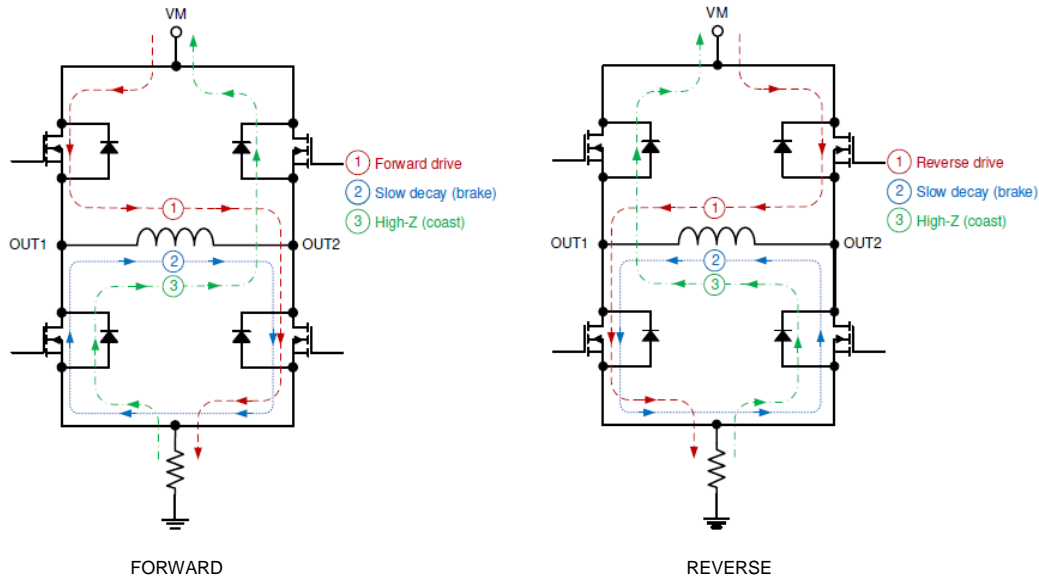 VM
1 Forward drive
2 Slow decay (brake)
3 High-Z (coast)
1
OUT1
OUT2
2
3
FORWARD
VM
1 Reverse drive
2 Slow decay (brake)
3 High-Z (coast)
1
OUT1
OUT2
2
3
REVERSE